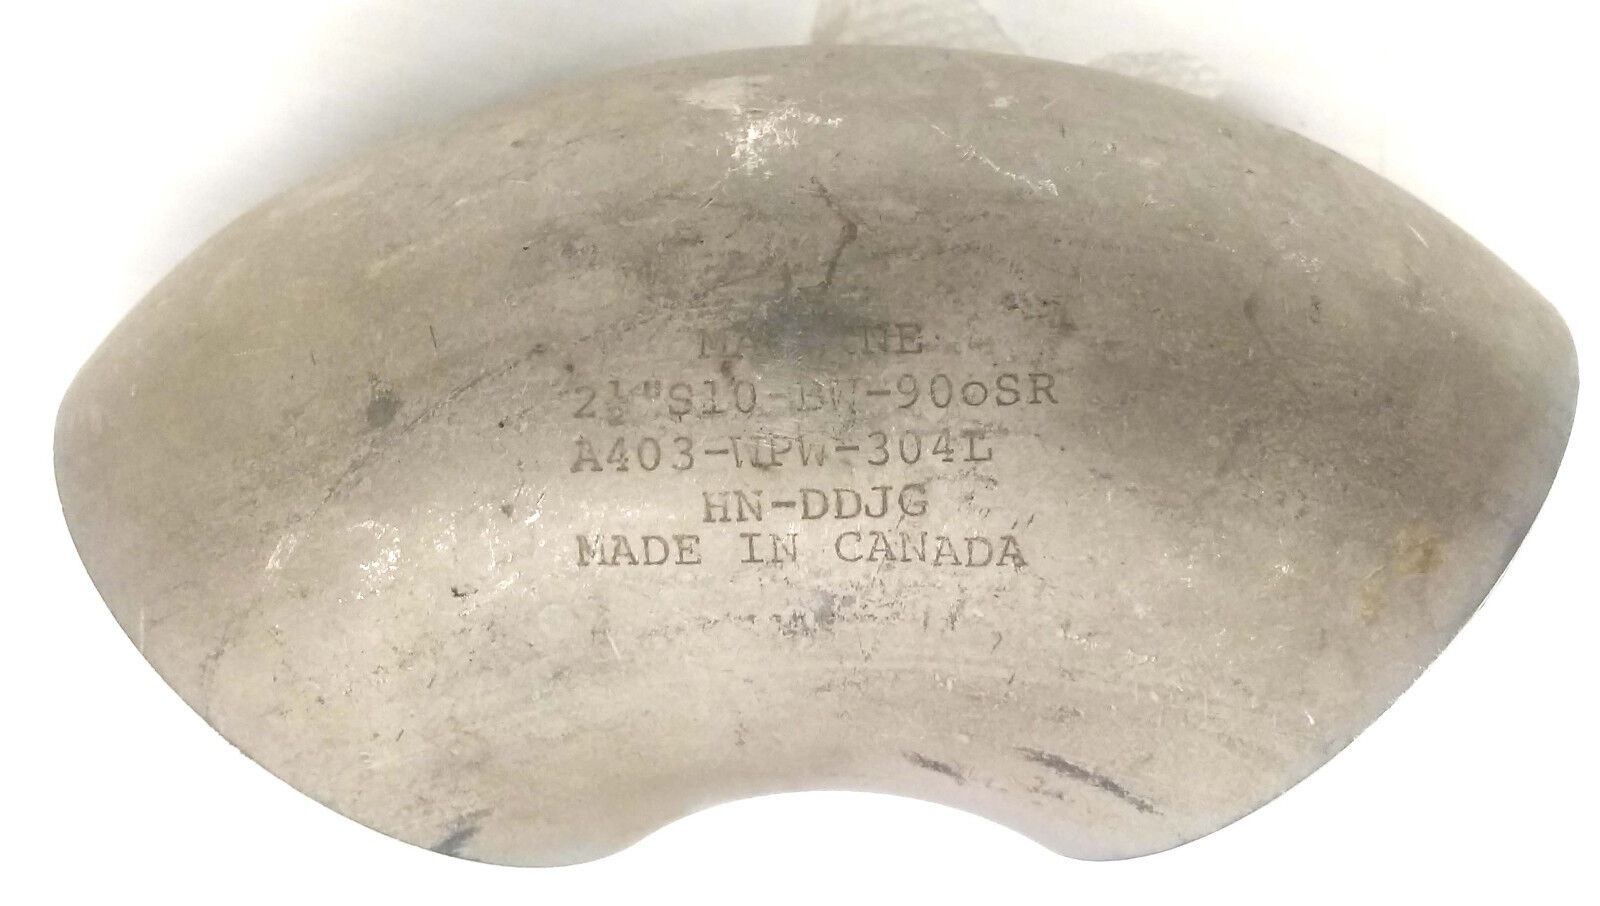 2½"S10-BW-90oSR
A403-WPW-304L
HN-DDJG
MADE IN CANADA